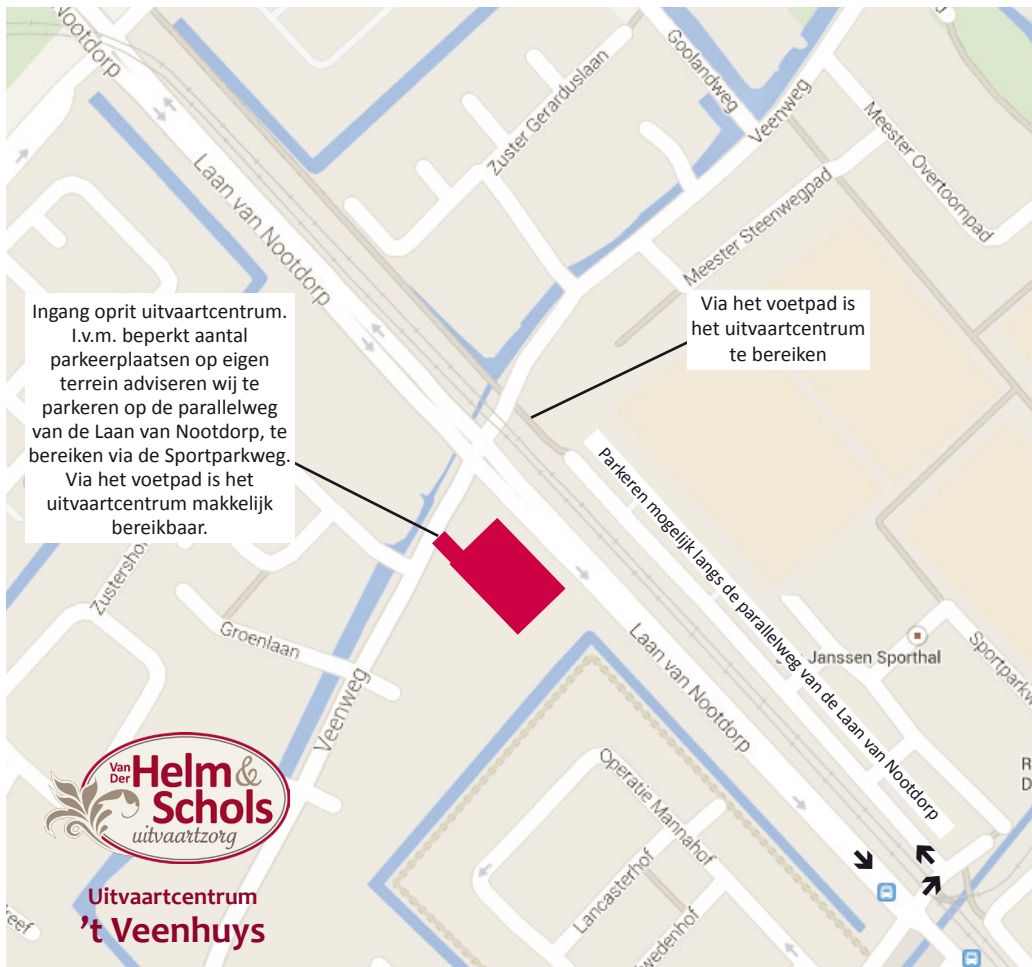 Nootdorp
Goolandweg
Zuster Gerarduslaan
Veenweg
Meester Overtoompad
Laan van Nootdorp
Meester Steenwegpad
Ingang oprit uitvaartcentrum.
I.v.m. beperkt aantal
parkeerplaatsen op eigen
terrein adviseren wij te
parkeren op de parallelweg
van de Laan van Nootdorp, te
bereiken via de Sportparkweg.
Via het voetpad is het
uitvaartcentrum makkelijk
bereikbaar.
Via het voetpad is
het uitvaartcentrum
te bereiken
Parkeren mogelijk langs de parallelweg van de Laan van Nootdorp
Zustershof
Groenlaan
Veenweg
Laan van Nootdorp
Janssen Sporthal
Sportparkw
R
D
Operatie Mannahof
Lancasterhof
wedenhof
reef
Van
Der
Helm &
Schols
uitvaartzorg
Uitvaartcentrum
't Veenhuys